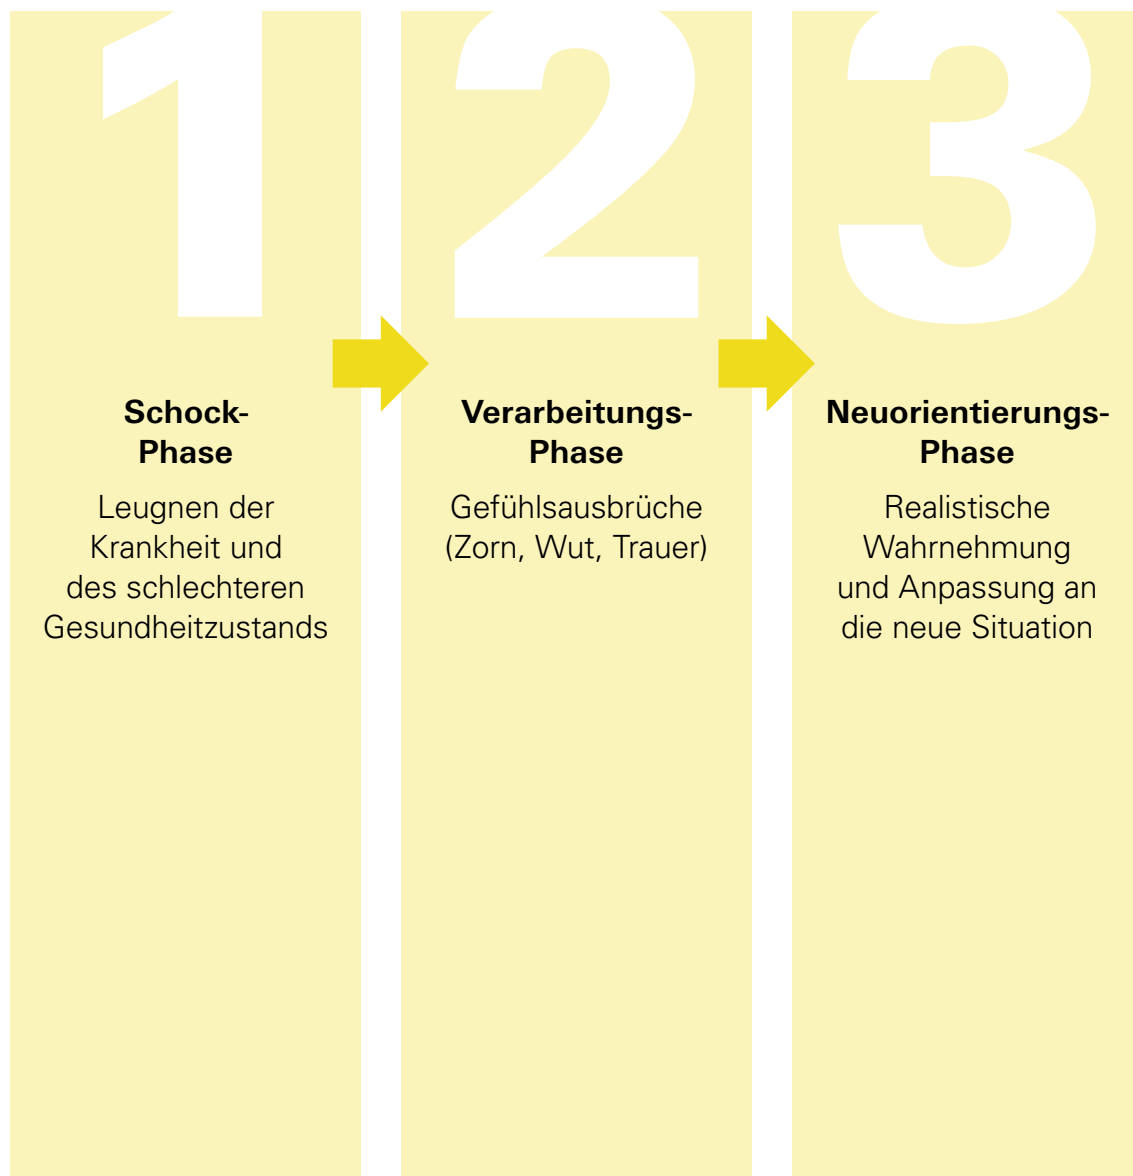 1
Schock-
Phase
Leugnen der
Krankheit und
des schlechteren
Gesundheitzustands
2
Verarbeitungs-
Phase
Gefühlsausbrüche
(Zorn, Wut, Trauer)
3
Neuorientierungs-
Phase
Realistische
Wahrnehmung
und Anpassung an
die neue Situation